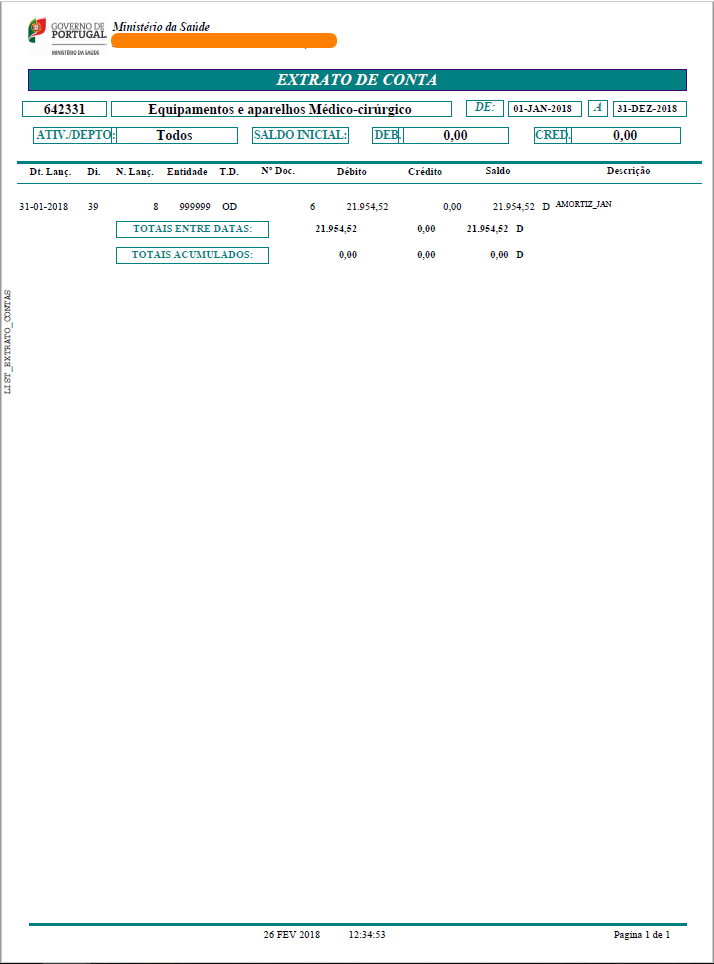 GOVERNO DE
PORTUGAL
MINISTÉRIO DA SAÚDE
Ministério da Saúde
EXTRATO DE CONTA
642331 Equipamentos e aparelhos Médico-cirúrgico DE: 01-JAN-2018 A 31-DEZ-2018
ATIV./DEPTO: Todos SALDO INICIAL: DEB. 0,00 CRED. 0,00
Dt. Lanç. Di. N. Lanç. Entidade T.D. Nº Doc. Débito Crédito Saldo Descrição
31-01-2018 39 8 999999 OD 6 21.954,52 0,00 21.954,52 D AMORTIZ_JAN
TOTAIS ENTRE DATAS: 21.954,52 0,00 21.954,52 D
TOTAIS ACUMULADOS: 0,00 0,00 0,00 D
LIST_EXTRATO_CONTAS
26 FEV 2018 12:34:53 Pagina 1 de 1